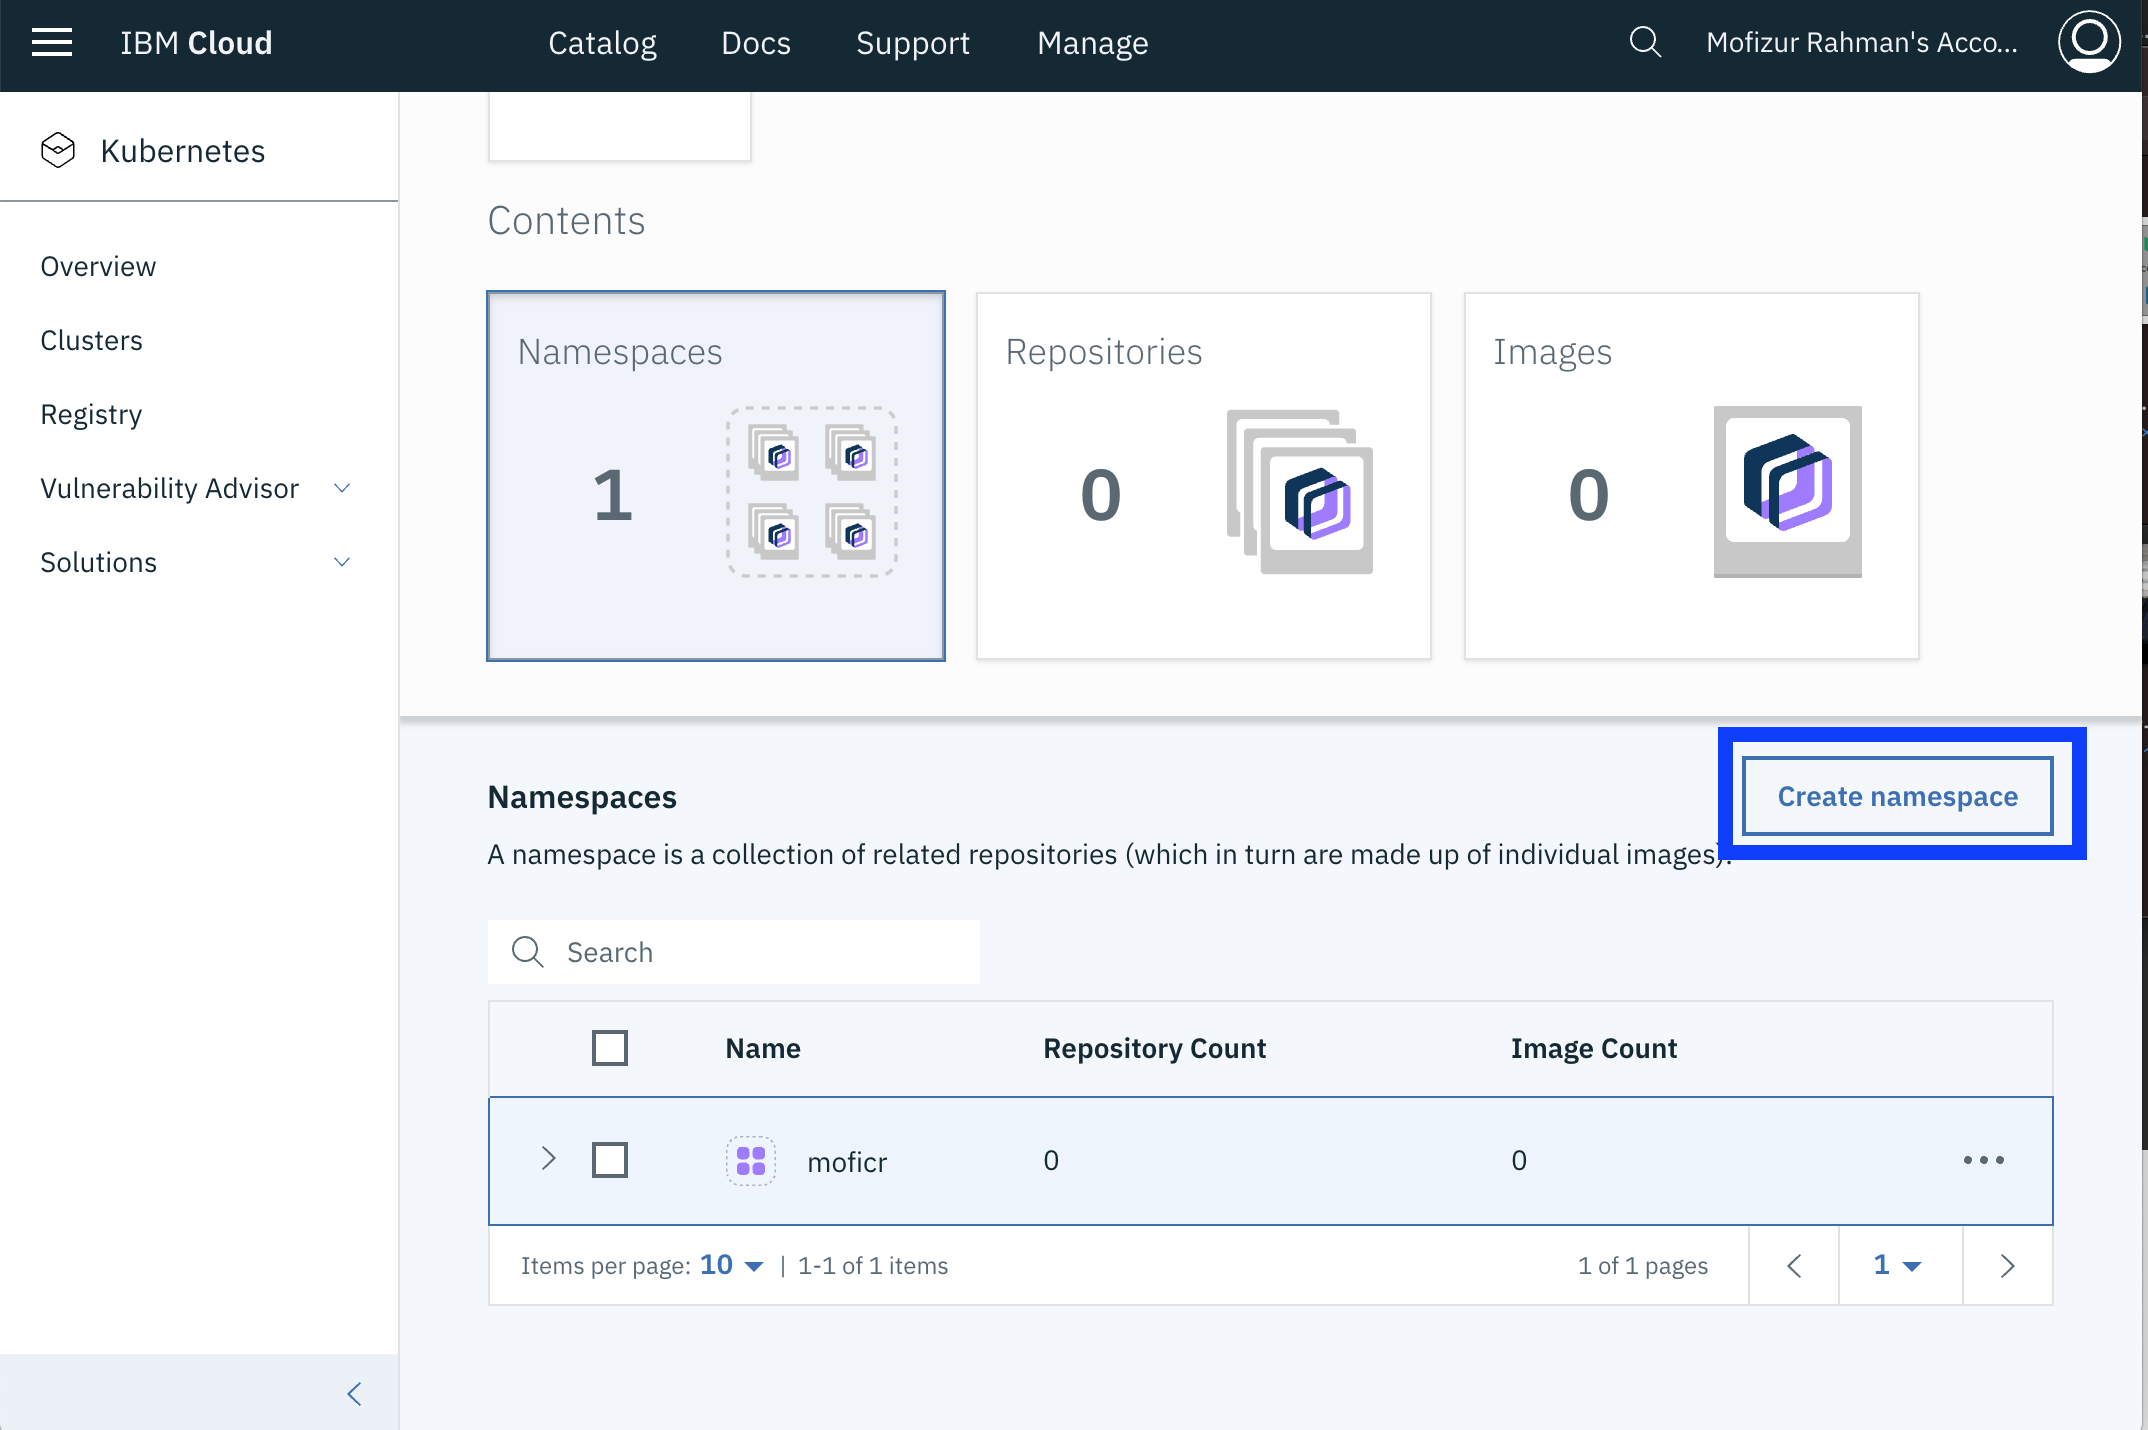 IBM Cloud
Catalog
Docs
Support
Manage
Mofizur Rahman's Acco...
Kubernetes
Overview
Clusters
Registry
Vulnerability Advisor
Solutions
Contents
Namespaces
1
Repositories
0
Images
0
Namespaces
Create namespace
A namespace is a collection of related repositories (which in turn are made up of individual images).
Search
Name Repository Count Image Count
moficr 0 0
Items per page: 10 | 1-1 of 1 items 1 of 1 pages 1